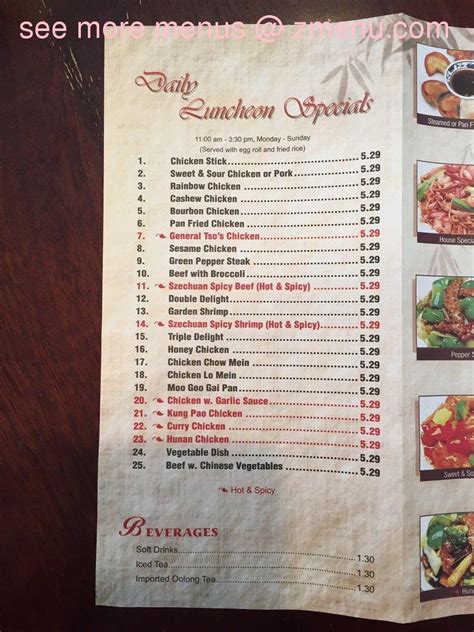 see more menus @ zmenu.com
Daily
Luncheon Specials
11:00 am - 3:30 pm, Monday - Sunday
(Served with egg roll and fried rice)
1. Chicken Stick 5.29
2. Sweet & Sour Chicken or Pork 5.29
3. Rainbow Chicken 5.29
4. Cashew Chicken 5.29
5. Bourbon Chicken 5.29
6. Pan Fried Chicken 5.29
7. General Tso's Chicken 5.29
8. Sesame Chicken 5.29
9. Green Pepper Steak 5.29
10. Beef with Broccoli 5.29
11. Szechuan Spicy Beef (Hot & Spicy) 5.29
12. Double Delight 5.29
13. Garden Shrimp 5.29
14. Szechuan Spicy Shrimp (Hot & Spicy) 5.29
15. Triple Delight 5.29
16. Honey Chicken 5.29
17. Chicken Chow Mein 5.29
18. Chicken Lo Mein 5.29
19. Moo Goo Gai Pan 5.29
20. Chicken w. Garlic Sauce 5.29
21. Kung Pao Chicken 5.29
22. Curry Chicken 5.29
23. Hunan Chicken 5.29
24. Vegetable Dish 5.29
25. Beef w. Chinese Vegetables 5.29
Hot & Spicy
BEVERAGES
Soft Drinks 1.30
Iced Tea 1.30
Imported Oolong Tea 1.30
Steamed or Pan F
House Specia
Pepper S
Sweet & So
Huna